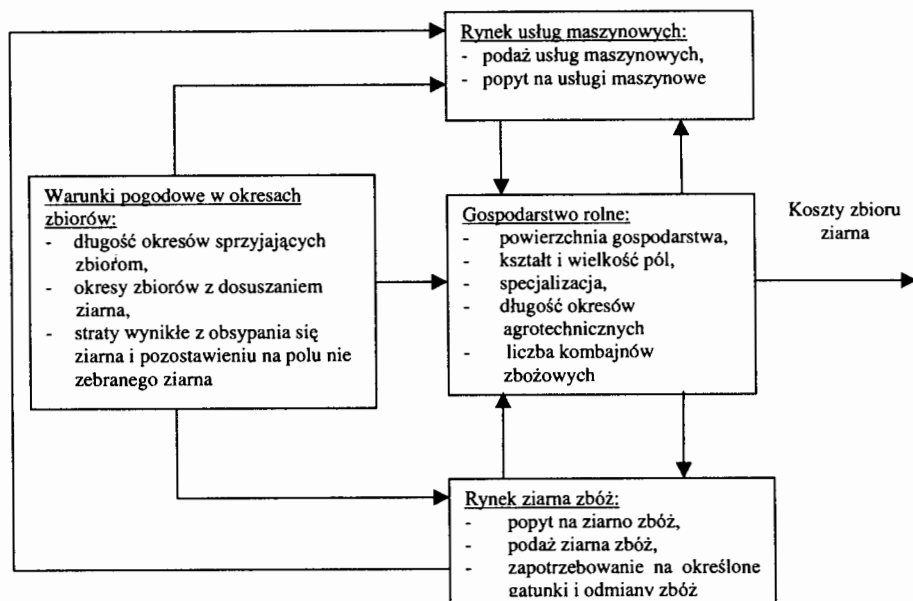 Rynek usług maszynowych:
- podaż usług maszynowych,
- popyt na usługi maszynowe
Warunki pogodowe w okresach
zbiorów:
- długość okresów sprzyjających
zbiorom,
- okresy zbiorów z dosuszaniem
ziarna,
- straty wynikłe z obsypania się
ziarna i pozostawieniu na polu nie
zebranego ziarna
Gospodarstwo rolne:
- powierzchnia gospodarstwa,
- kształt i wielkość pól,
- specjalizacja,
- długość okresów
agrotechnicznych
- liczba kombajnów
zbożowych
Koszty zbioru
ziarna
Rynek ziarna zbóż:
- popyt na ziarno zbóż,
- podaż ziarna zbóż,
- zapotrzebowanie na określone
gatunki i odmiany zbóż